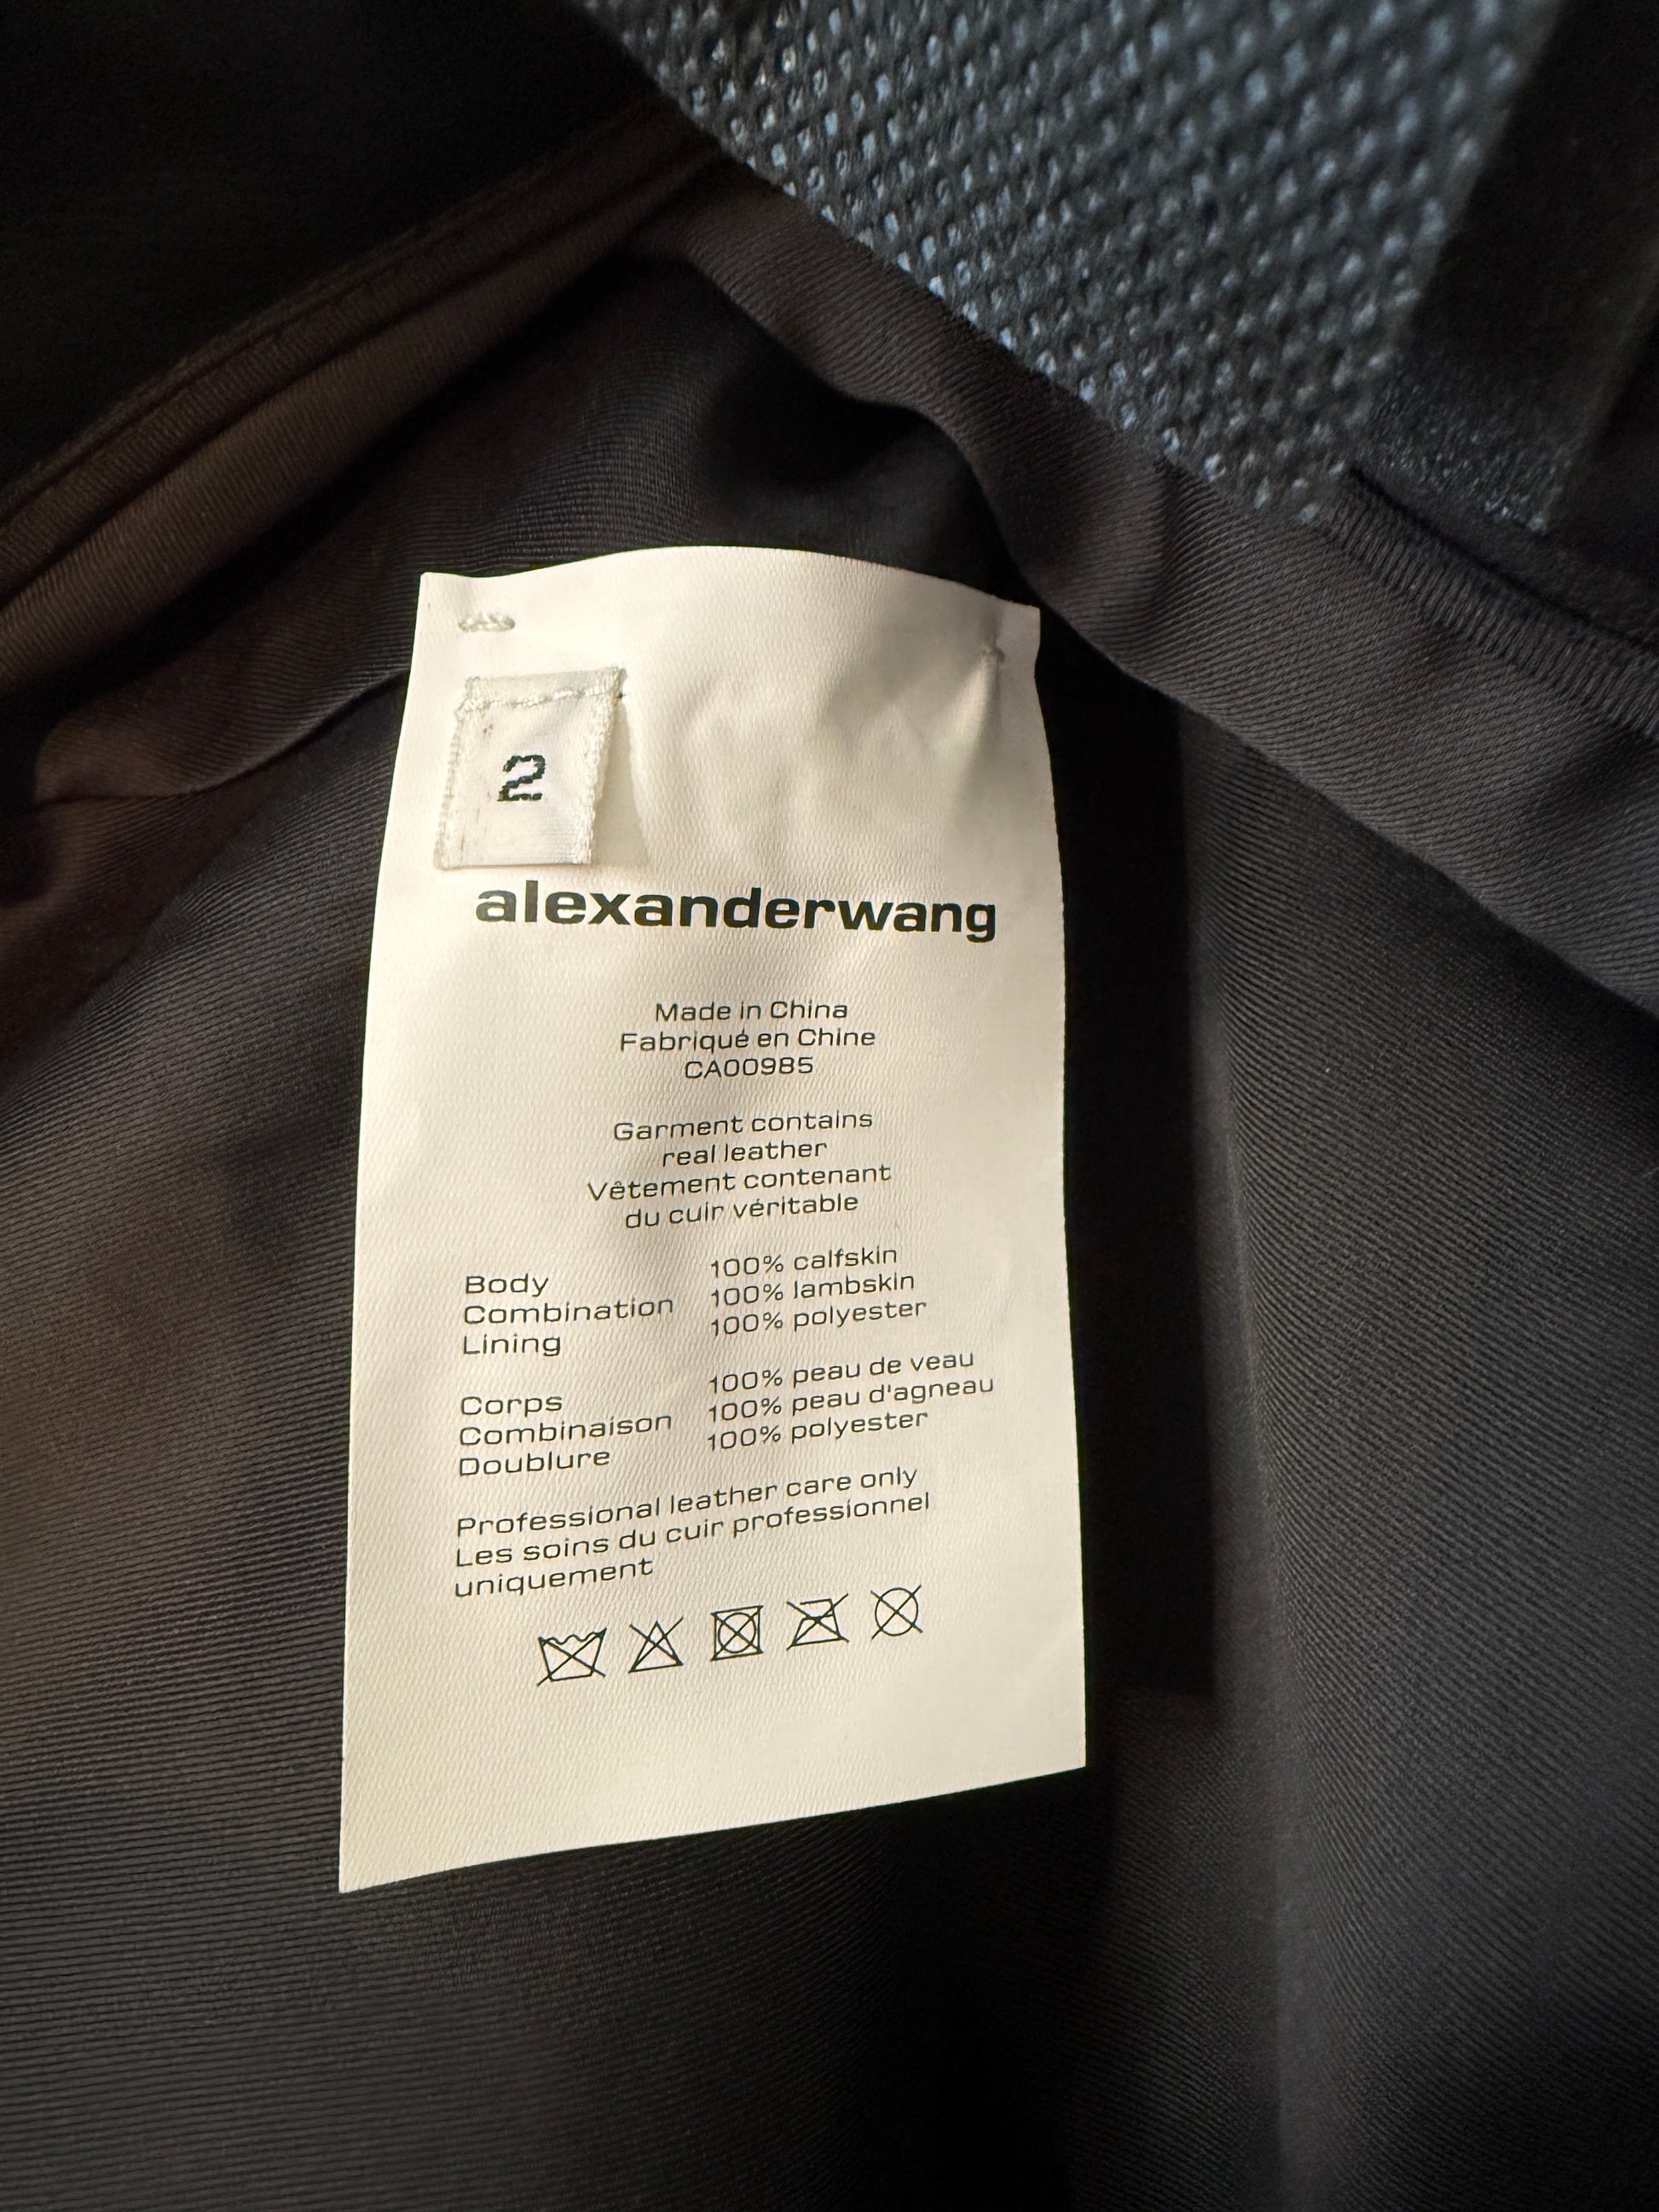 2
alexanderwang
Made in China
Fabriqué en Chine
CA00985
Garment contains
real leather
Vêtement contenant
du cuir véritable
Body 100% calfskin
Combination 100% lambskin
Lining 100% polyester
Corps 100% peau de veau
Combinaison 100% peau d'agneau
Doublure 100% polyester
Professional leather care only
Les soins du cuir professionnel
uniquement